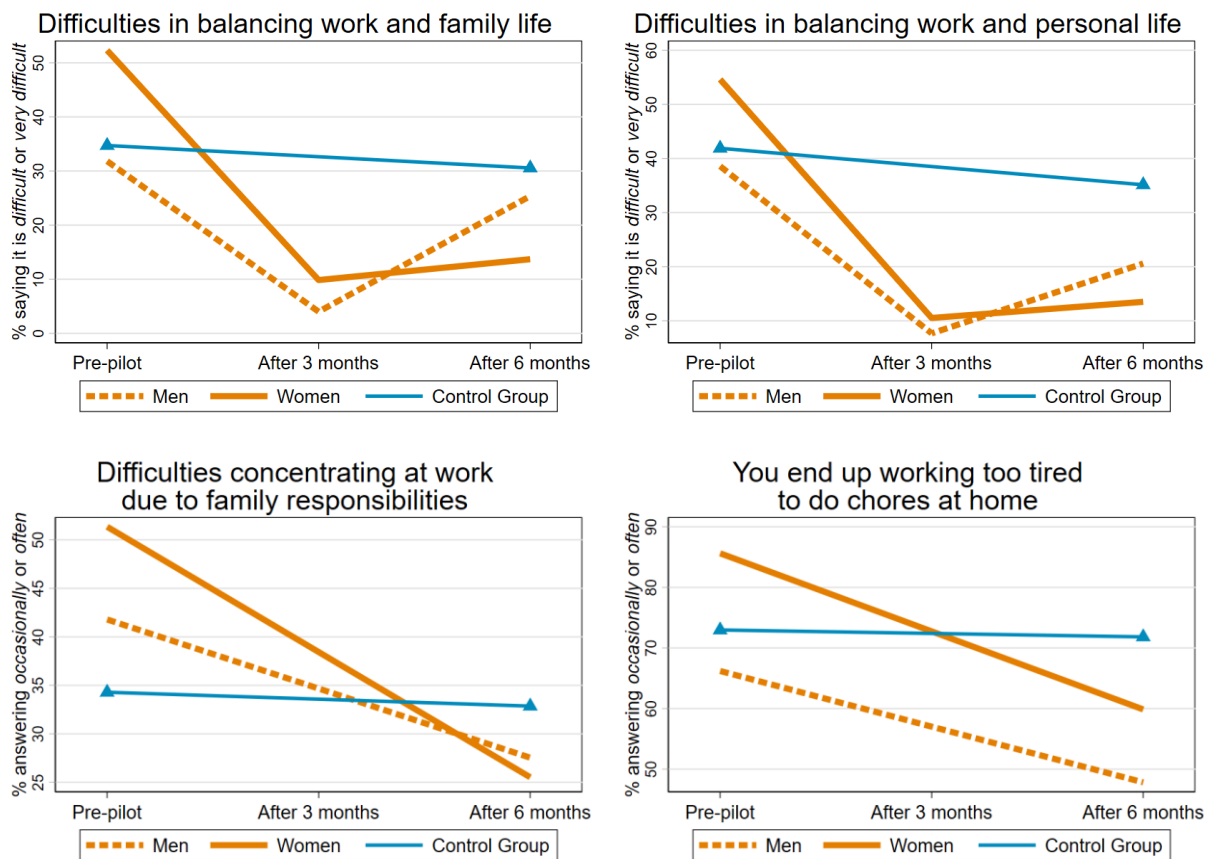 Difficulties in balancing work and family life
% saying it is difficult or very difficult
50
40
30
20
10
0
Pre-pilot
After 3 months
After 6 months
Men
Women
Control Group
Difficulties in balancing work and personal life
% saying it is difficult or very difficult
60
50
40
30
20
10
Pre-pilot
After 3 months
After 6 months
Men
Women
Control Group
Difficulties concentrating at work
due to family responsibilities
% answering occasionally or often
50
45
40
35
30
25
Pre-pilot
After 3 months
After 6 months
Men
Women
Control Group
You end up working too tired
to do chores at home
% answering occasionally or often
90
80
70
60
50
Pre-pilot
After 3 months
After 6 months
Men
Women
Control Group